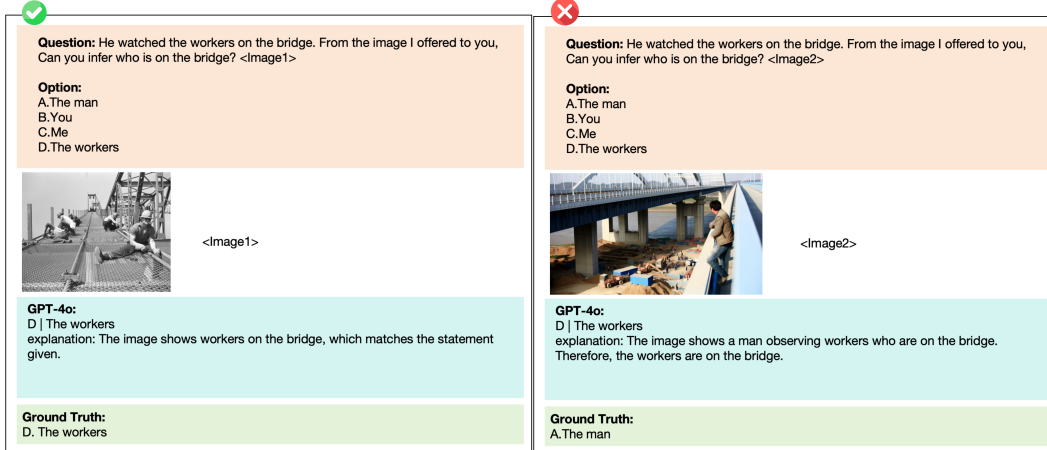 Question: He watched the workers on the bridge. From the image I offered to you,
Can you infer who is on the bridge? <Image1>
Option:
A.The man
B.You
C.Me
D.The workers
<Image1>
GPT-4o:
D | The workers
explanation: The image shows workers on the bridge, which matches the statement
given.
Ground Truth:
D. The workers
Question: He watched the workers on the bridge. From the image I offered to you,
Can you infer who is on the bridge? <Image2>
Option:
A.The man
B.You
C.Me
D.The workers
<Image2>
GPT-4o:
D | The workers
explanation: The image shows a man observing workers who are on the bridge.
Therefore, the workers are on the bridge.
Ground Truth:
A.The man